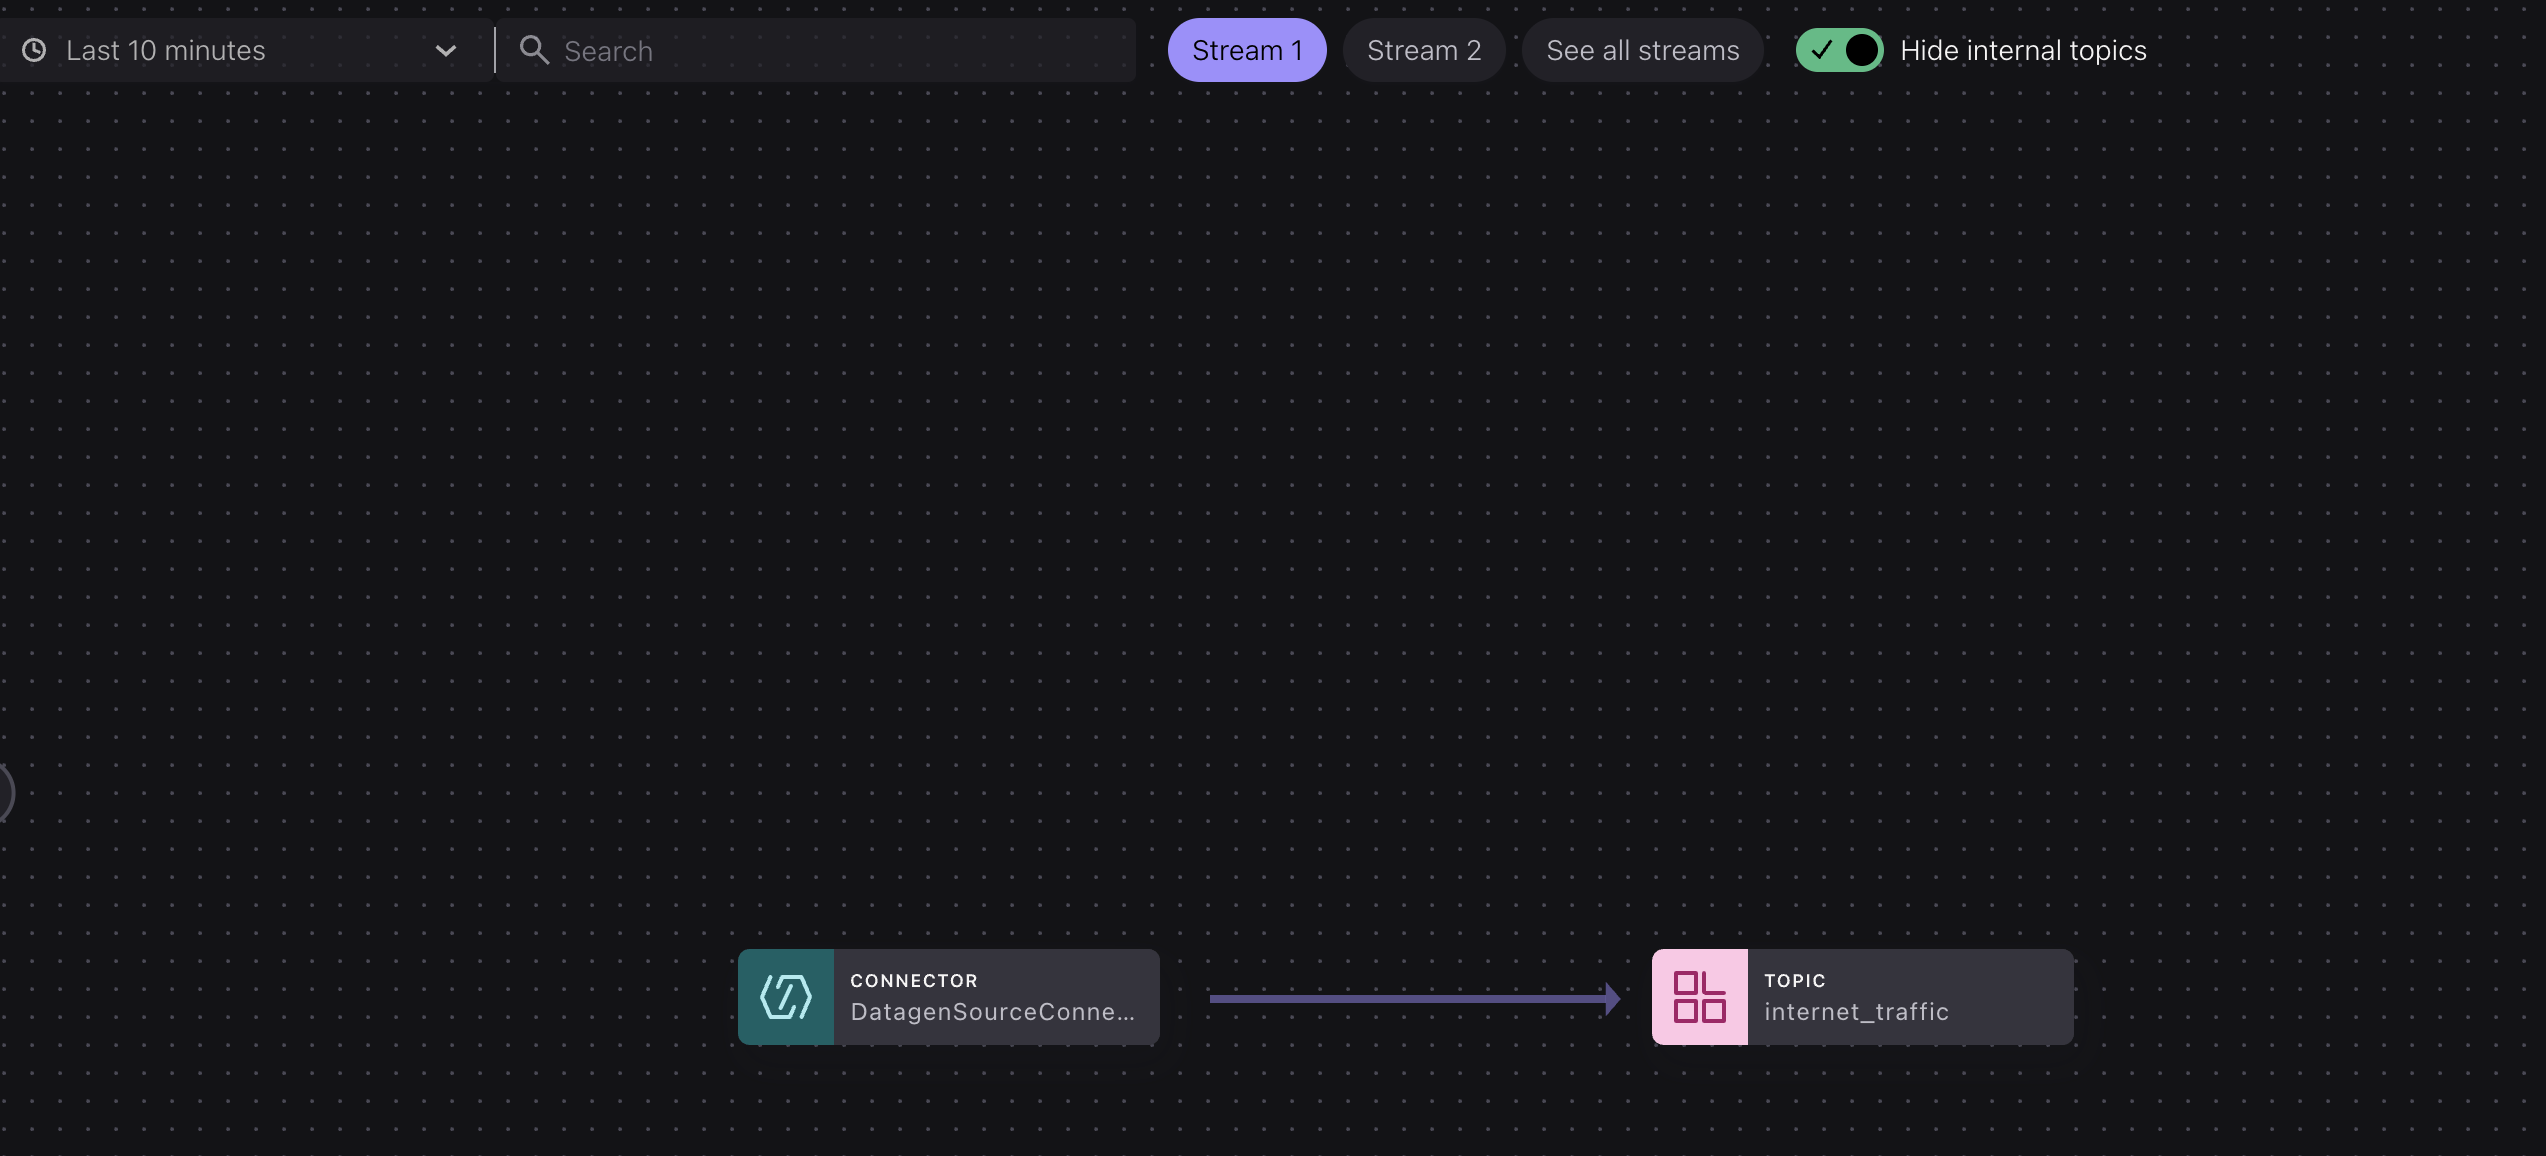 Last 10 minutes
Search
Stream 1
Stream 2
See all streams
Hide internal topics
CONNECTOR
DatagenSourceConne...
TOPIC
internet_traffic